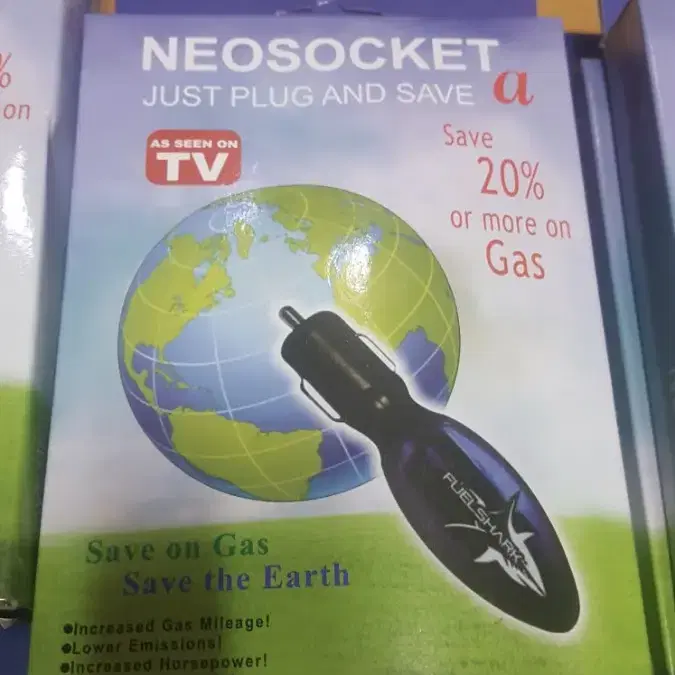 NEOSOCKET
JUST PLUG AND SAVE α
AS SEEN ON
TV
Save
20%
or more on
Gas
FUELSHARK
Save on Gas
Save the Earth
●Increased Gas Mileage!
●Lower Emissions!
●Increased Horsepower!
%
on